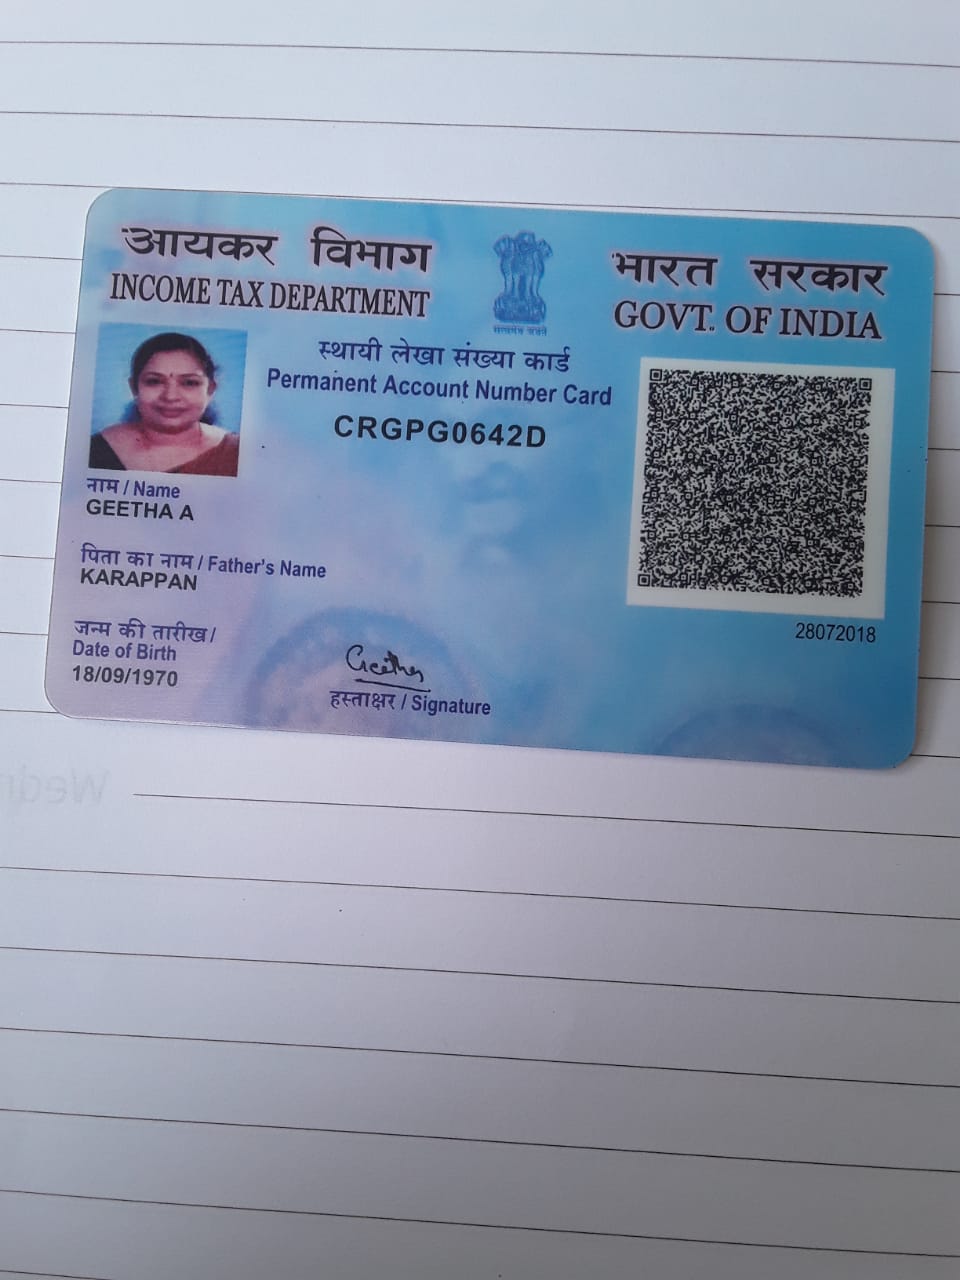 आयकर विभाग
INCOME TAX DEPARTMENT
सत्यमेव जयते
भारत सरकार
GOVT. OF INDIA
स्थायी लेखा संख्या कार्ड
Permanent Account Number Card
CRGPG0642D
नाम / Name
GEETHA A
पिता का नाम / Father's Name
KARAPPAN
जन्म की तारीख /
Date of Birth
18/09/1970
Geetha
हस्ताक्षर / Signature
28072018